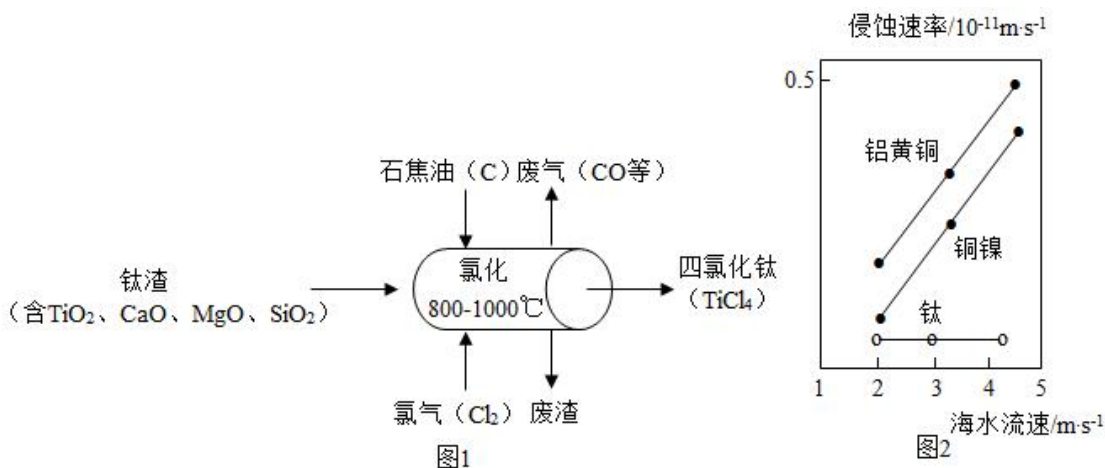 石焦油（C）废气（CO等）
钛渣
（含TiO₂、CaO、MgO、SiO₂）
氯化
800-1000℃
四氯化钛
（TiCl₄）
氯气（Cl₂） 废渣
图1
侵蚀速率/10⁻¹¹m·s⁻¹
0.5
铝黄铜
铜镍
钛
1 2 3 4 5
海水流速/m·s⁻¹
图2